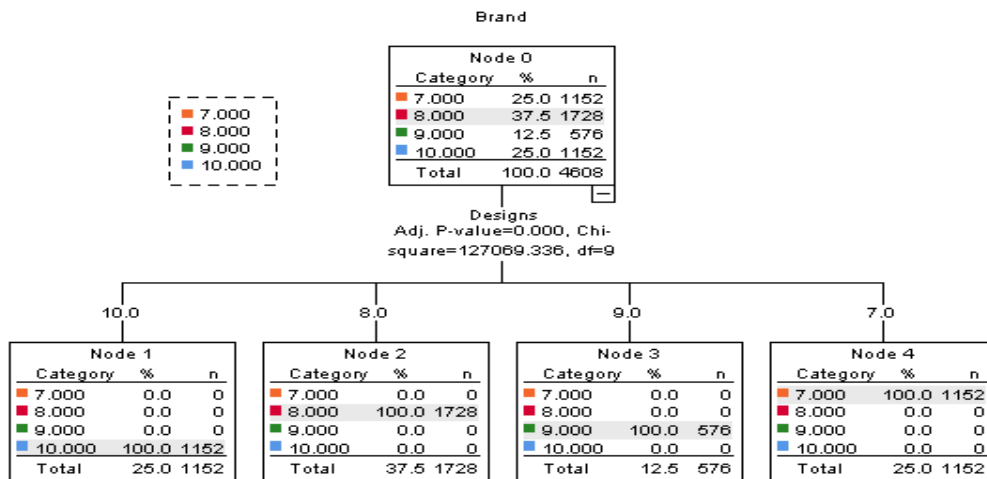 Brand
Node 0
Category % n
7.000 25.0 1152
8.000 37.5 1728
9.000 12.5 576
10.000 25.0 1152
Total 100.0 4608
7.000
8.000
9.000
10.000
Designs
Adj. P-value=0.000, Chi-
square=127069.336, df=9
10.0
8.0
9.0
7.0
Node 1
Category % n
7.000 0.0 0
8.000 0.0 0
9.000 0.0 0
10.000 100.0 1152
Total 25.0 1152
Node 2
Category % n
7.000 0.0 0
8.000 100.0 1728
9.000 0.0 0
10.000 0.0 0
Total 37.5 1728
Node 3
Category % n
7.000 0.0 0
8.000 0.0 0
9.000 100.0 576
10.000 0.0 0
Total 12.5 576
Node 4
Category % n
7.000 100.0 1152
8.000 0.0 0
9.000 0.0 0
10.000 0.0 0
Total 25.0 1152